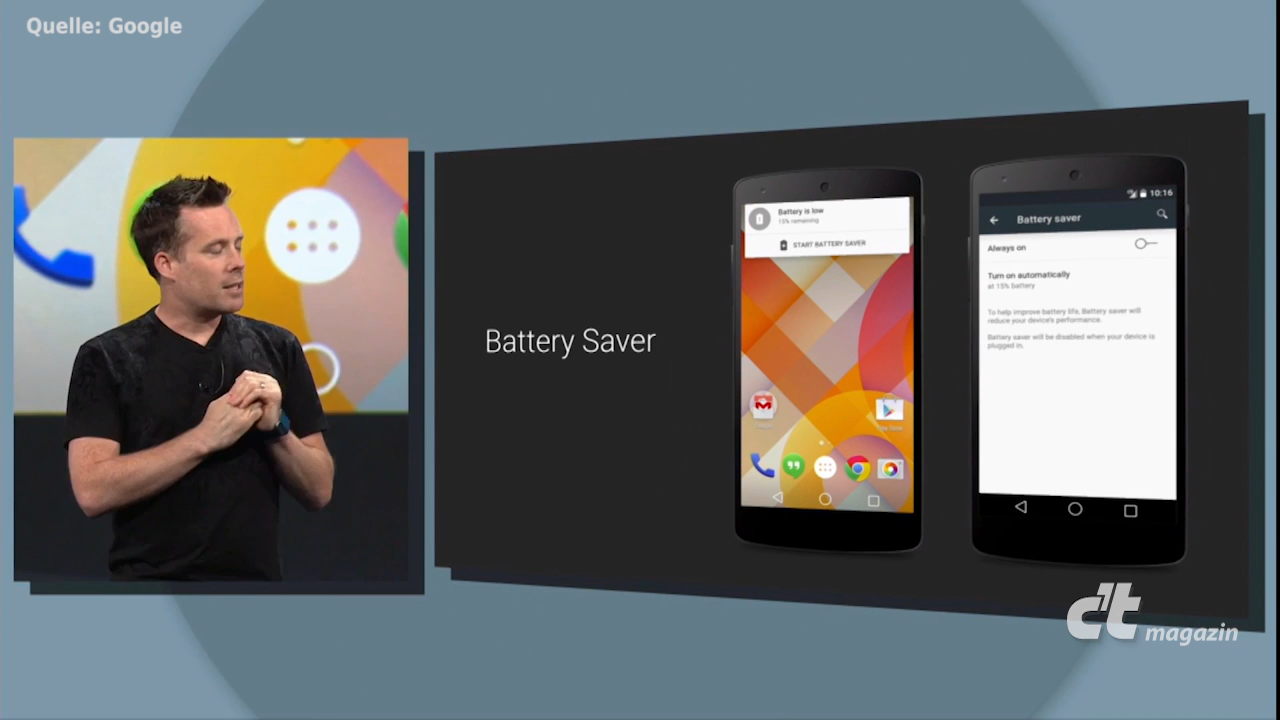 Quelle: Google
Battery Saver
Battery is low
15% remaining
START BATTERY SAVER
10:16
Battery saver
Always on
Turn on automatically
at 15% battery
To help improve battery life, Battery saver will
reduce your device's performance.
Battery saver will be disabled when your device is
plugged in.
c't magazin